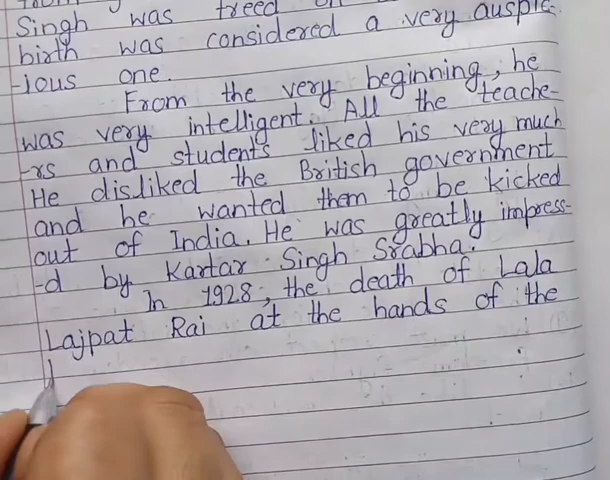 Singh was freed on
birth was considered a very auspic-
-ious one.
From the very beginning, he
was very intelligent. All the teache-
-rs and students liked his very much
He disliked the British government
and he wanted them to be kicked
out of India. He was greatly impress-
-d by Kartar Singh Srabha.
In 1928, the death of Lala
Lajpat Rai at the hands of the